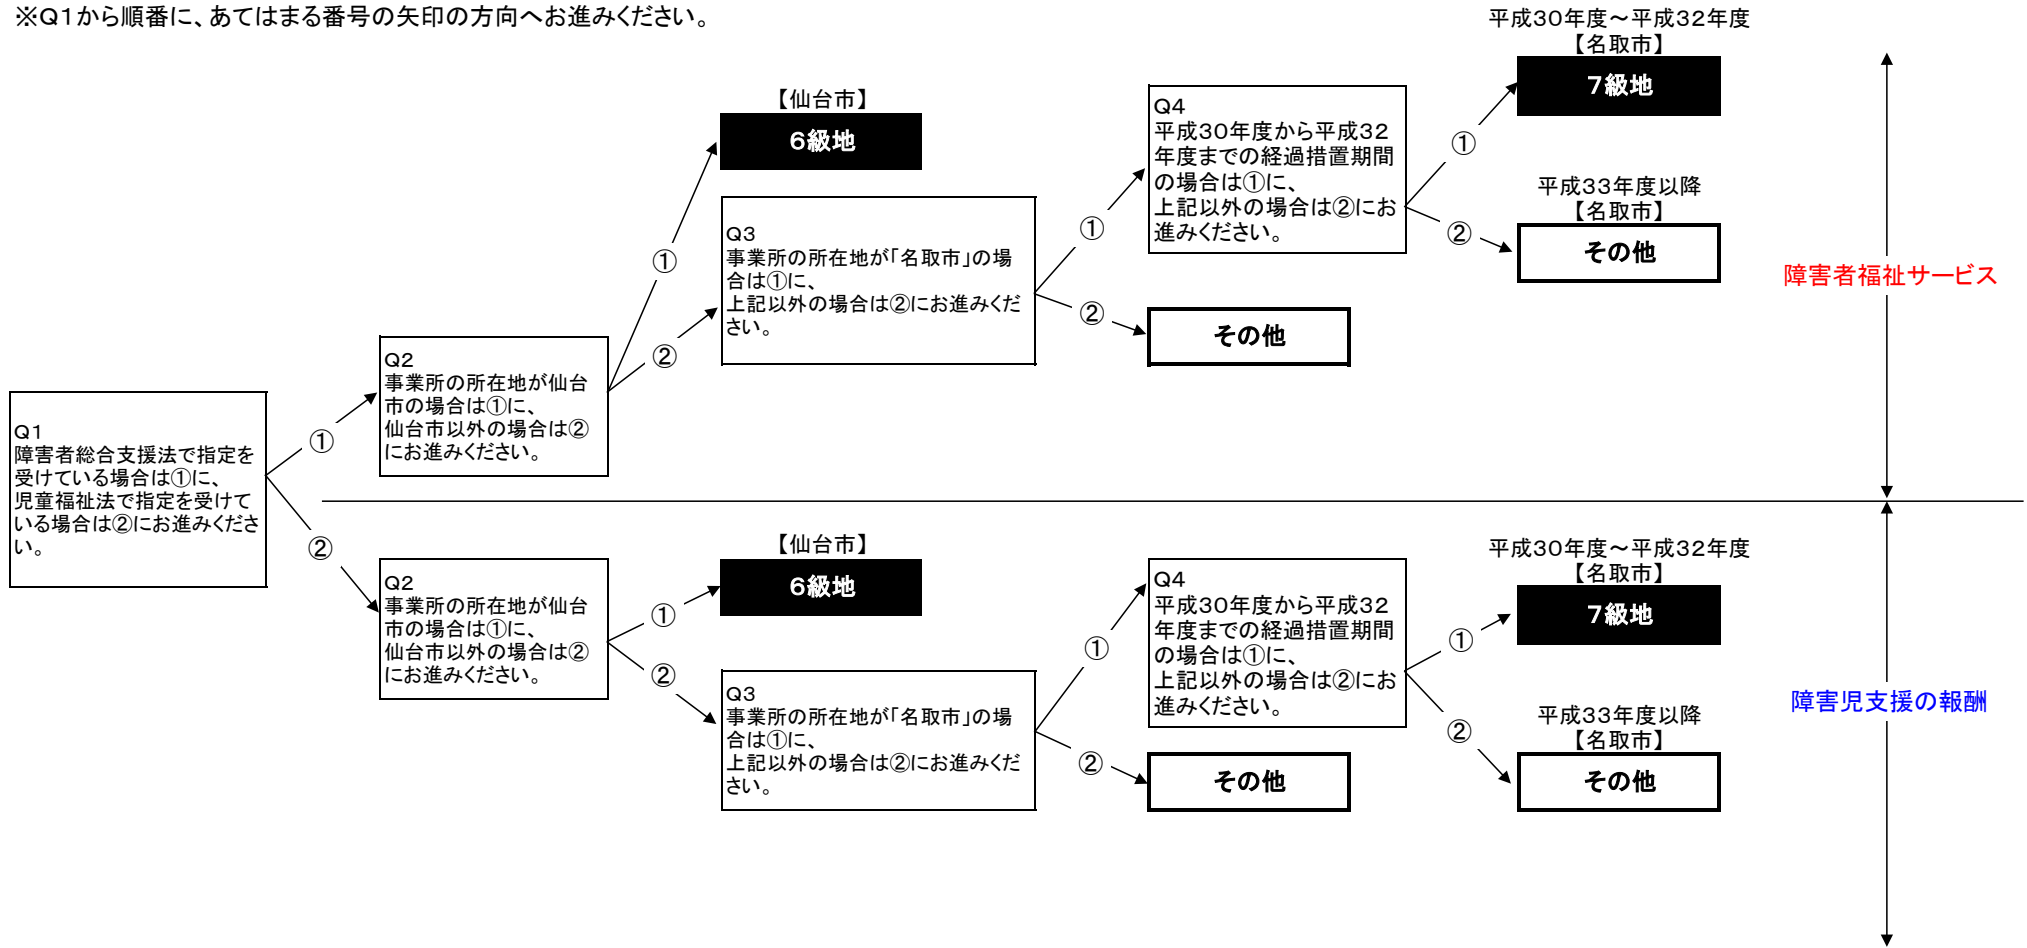 ※Q1から順番に、あてはまる番号の矢印の方向へお進みください。
平成30年度～平成32年度
【名取市】
7級地
【仙台市】
6級地
Q4
平成30年度から平成32
年度までの経過措置期間
の場合は①に、
上記以外の場合は②にお
進みください。
①
②
平成33年度以降
【名取市】
その他
Q3
事業所の所在地が「名取市」の場
合は①に、
上記以外の場合は②にお進みくだ
さい。
①
②
その他
障害者福祉サービス
Q2
事業所の所在地が仙台
市の場合は①に、
仙台市以外の場合は②
にお進みください。
①
②
Q1
障害者総合支援法で指定を
受けている場合は①に、
児童福祉法で指定を受けて
いる場合は②にお進みくださ
い。
①
②
Q2
事業所の所在地が仙台
市の場合は①に、
仙台市以外の場合は②
にお進みください。
①
②
【仙台市】
6級地
Q3
事業所の所在地が「名取市」の場
合は①に、
上記以外の場合は②にお進みくだ
さい。
①
②
Q4
平成30年度から平成32
年度までの経過措置期間
の場合は①に、
上記以外の場合は②にお
進みください。
①
②
その他
平成30年度～平成32年度
【名取市】
7級地
平成33年度以降
【名取市】
その他
障害児支援の報酬